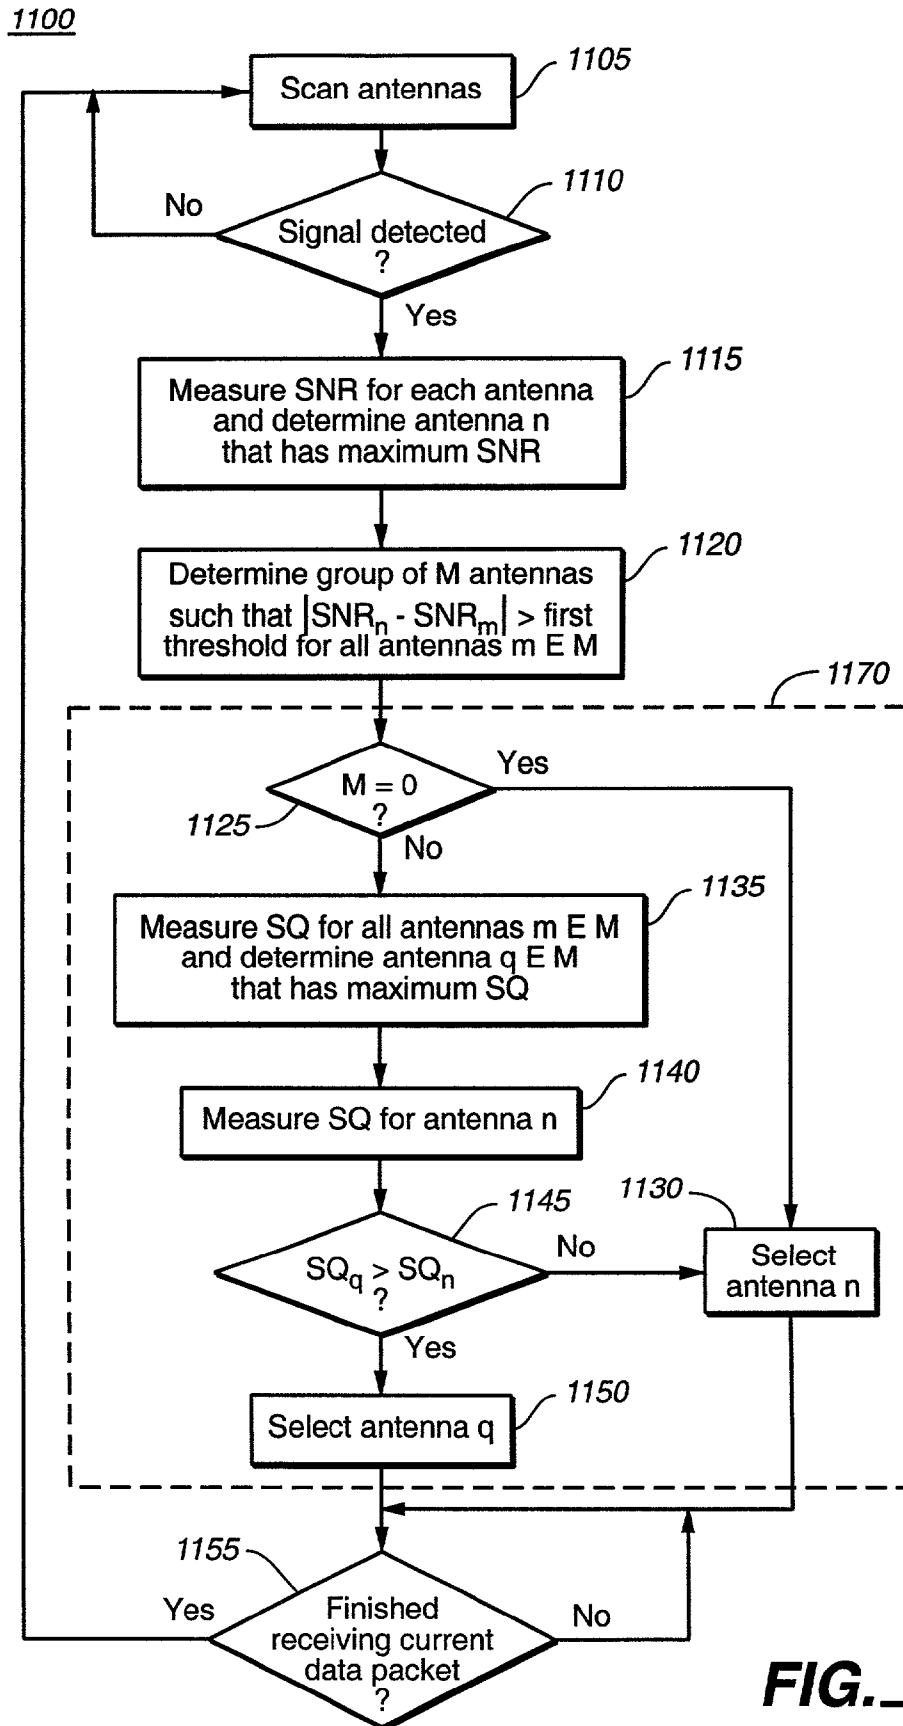 1100
Scan antennas
1105
1110
No
Signal detected
?
Yes
1115
Measure SNR for each antenna
and determine antenna n
that has maximum SNR
1120
Determine group of M antennas
such that |SNRn - SNRm| > first
threshold for all antennas m E M
1170
M = 0
?
Yes
1125
No
1135
Measure SQ for all antennas m E M
and determine antenna q E M
that has maximum SQ
1140
Measure SQ for antenna n
1145
1130
SQq > SQn
?
No
Select
antenna n
Yes
1150
Select antenna q
1155
Yes
Finished
receiving current
data packet
?
No
FIG._